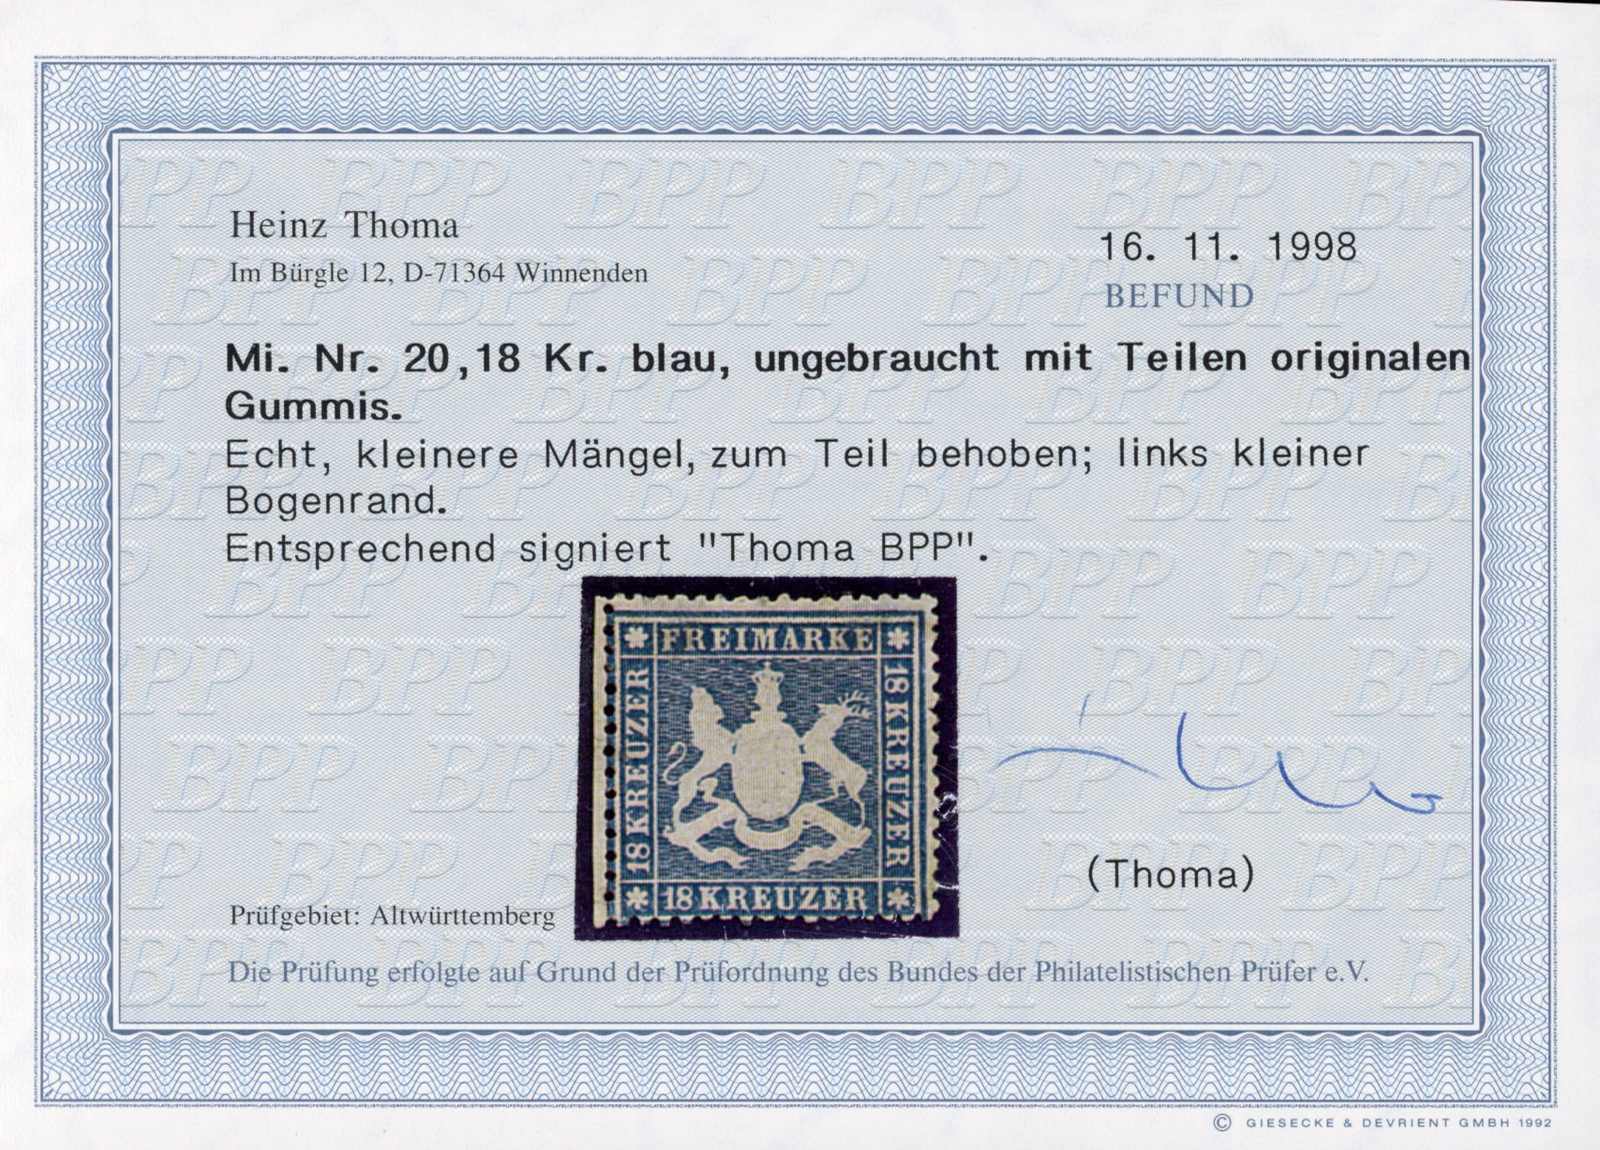 Heinz Thoma
Im Bürgle 12, D-71364 Winnenden
16. 11. 1998
BEFUND
Mi. Nr. 20,18 Kr. blau, ungebraucht mit Teilen originalen
Gummis.
Echt, kleinere Mängel, zum Teil behoben; links kleiner
Bogenrand.
Entsprechend signiert "Thoma BPP".
FREIMARKE
18 KREUZER
18 KREUZER
18 KREUZER
(Thoma)
Prüfgebiet: Altwürttemberg
Die Prüfung erfolgte auf Grund der Prüfordnung des Bundes der Philatelistischen Prüfer e.V.
© GIESECKE & DEVRIENT GMBH 1992